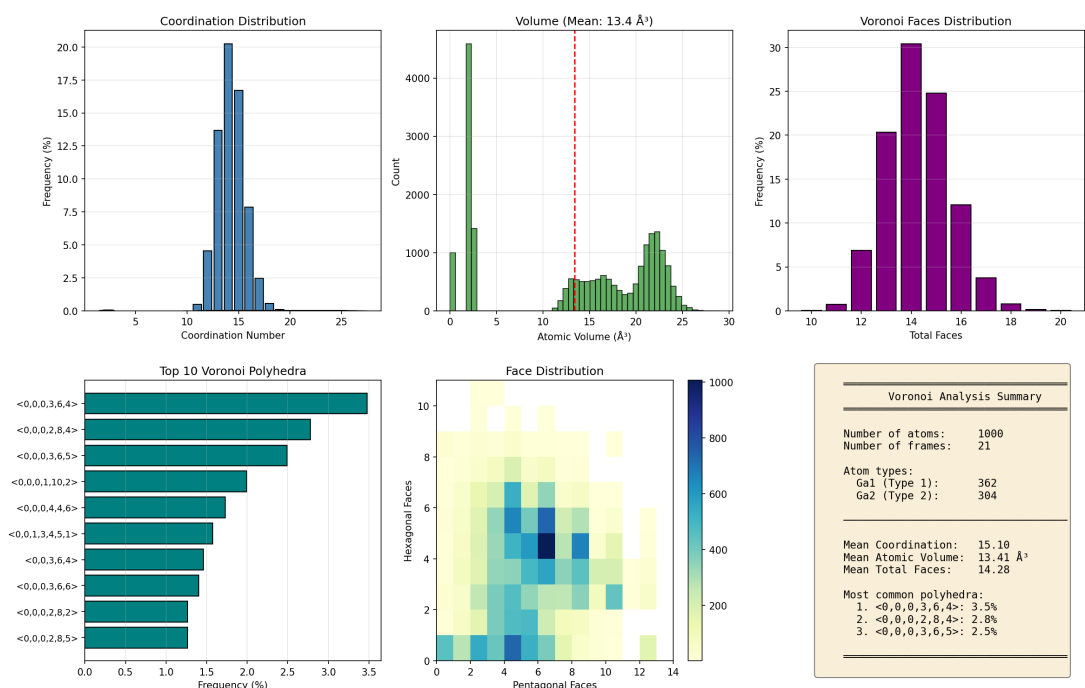 Coordination Distribution
20.0
17.5
15.0
12.5
10.0
7.5
5.0
2.5
0.0
Frequency (%)
5
10
15
20
25
Coordination Number
Volume (Mean: 13.4 Å³)
4000
3000
2000
1000
0
Count
0
5
10
15
20
25
30
Atomic Volume (Å³)
Voronoi Faces Distribution
30
25
20
15
10
5
0
Frequency (%)
10
12
14
16
18
20
Total Faces
Top 10 Voronoi Polyhedra
<0,0,0,3,6,4>
<0,0,0,2,8,4>
<0,0,0,3,6,5>
<0,0,0,1,10,2>
<0,0,0,4,4,6>
<0,0,1,3,4,5,1>
<0,0,3,6,4>
<0,0,3,6,6>
<0,0,0,2,8,2>
<0,0,0,2,8,5>
0.0
0.5
1.0
1.5
2.0
2.5
3.0
3.5
Frequency (%)
Face Distribution
10
8
6
4
2
0
Hexagonal Faces
0
2
4
6
8
10
12
14
Pentagonal Faces
1000
800
600
400
200
Voronoi Analysis Summary
Number of atoms: 1000
Number of frames: 21
Atom types:
Ga1 (Type 1): 362
Ga2 (Type 2): 304
Mean Coordination: 15.10
Mean Atomic Volume: 13.41 Å³
Mean Total Faces: 14.28
Most common polyhedra:
1. <0,0,0,3,6,4>: 3.5%
2. <0,0,0,2,8,4>: 2.8%
3. <0,0,0,3,6,5>: 2.5%